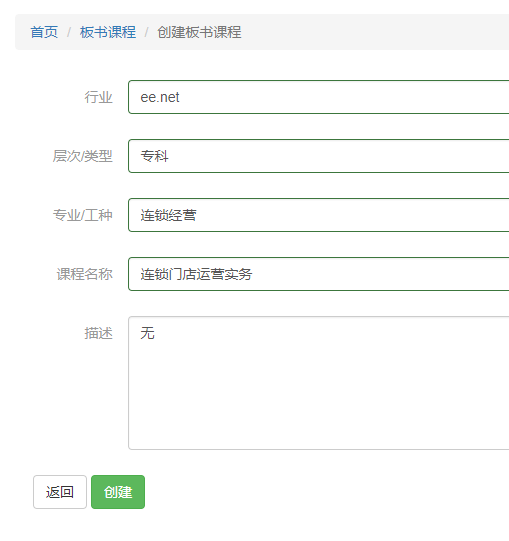 首页 / 板书课程 / 创建板书课程
行业 ee.net
层次/类型 专科
专业/工种 连锁经营
课程名称 连锁门店运营实务
描述 无
返回 创建